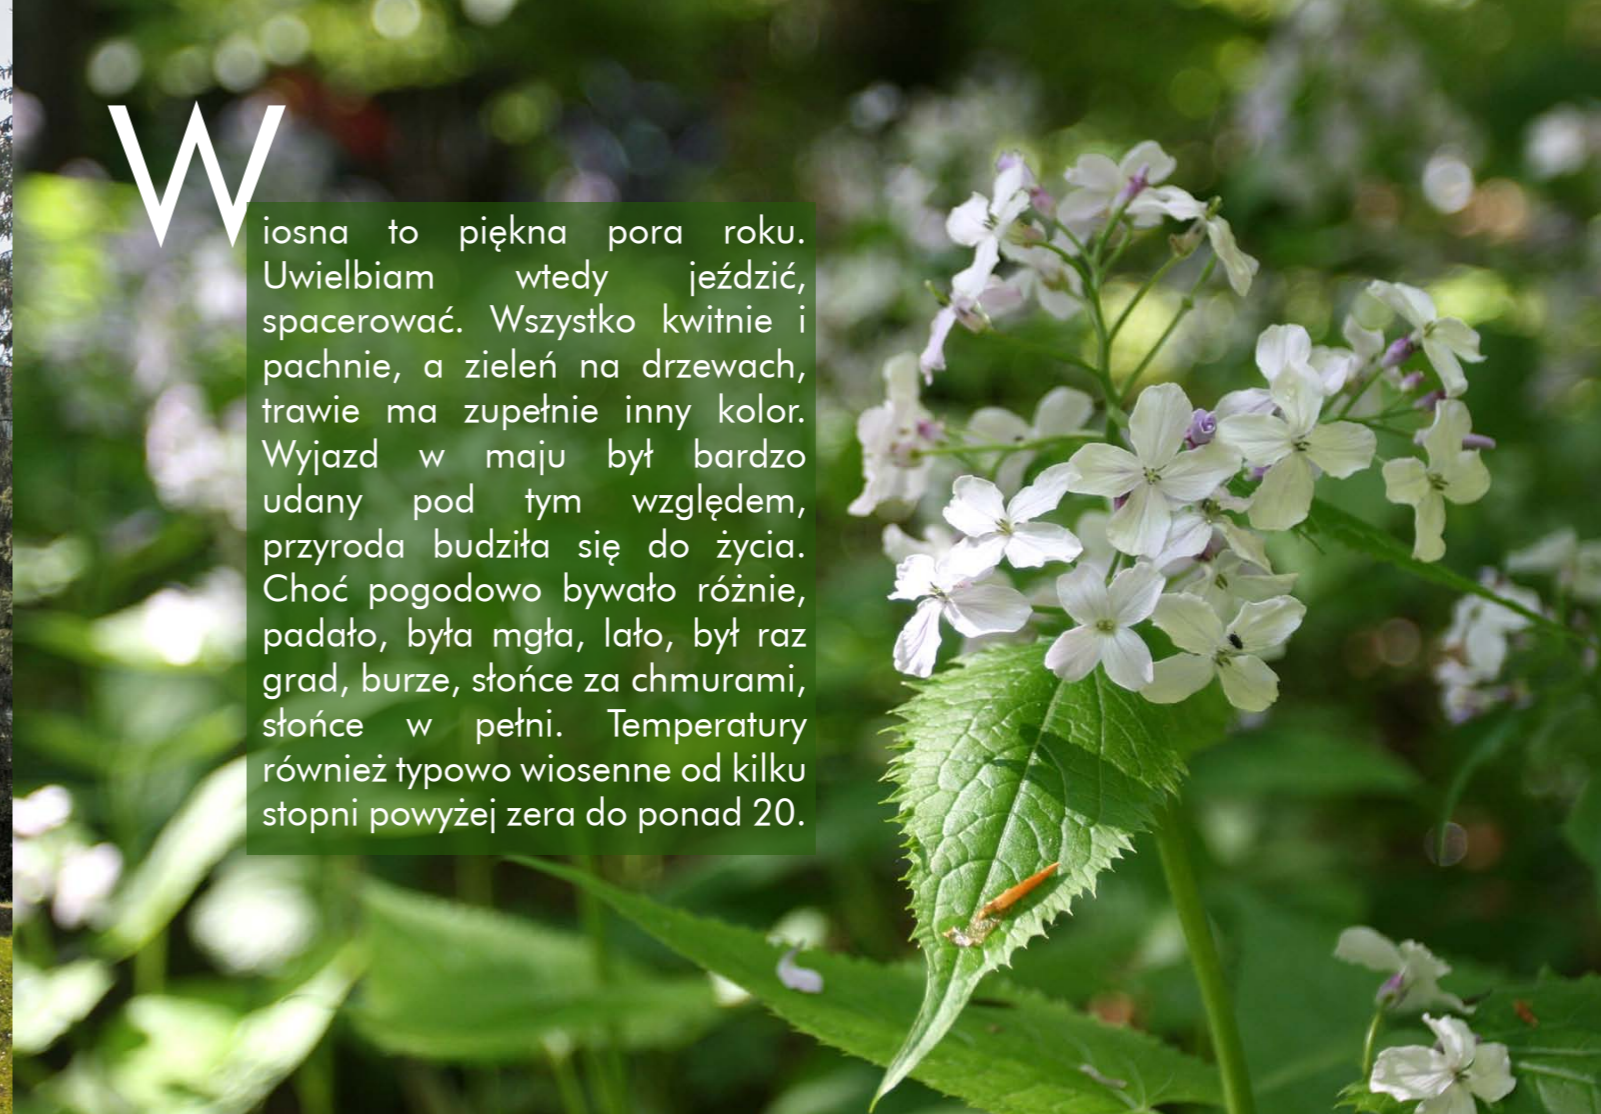 Wiosna to piękna pora roku.
Uwielbiam wtedy jeździć,
spacerować. Wszystko kwitnie i
pachnie, a zieleń na drzewach,
trawie ma zupełnie inny kolor.
Wyjazd w maju był bardzo
udany pod tym względem,
przyroda budziła się do życia.
Choć pogodowo bywało różnie,
padało, była mgła, lało, był raz
grad, burze, słońce za chmurami,
słońce w pełni. Temperatury
również typowo wiosenne od kilku
stopni powyżej zera do ponad 20.